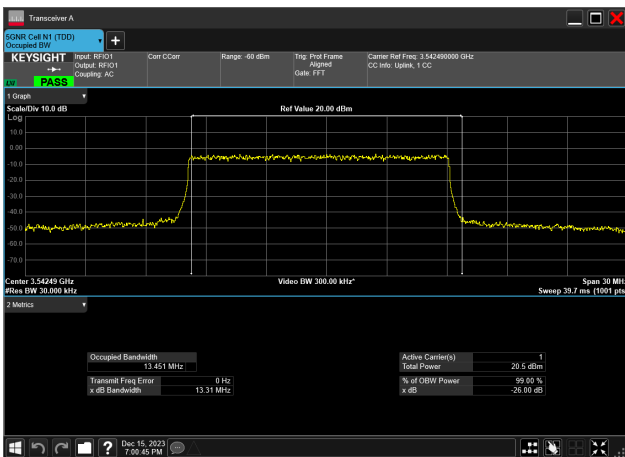 Transceiver A
5GNR Cell N1 (TDD)
Occupied BW
KEYSIGHT
LV
PASS
Input: RFIO1
Output: RFIO1
Coupling: AC
Corr CCorr
Range: -60 dBm
Trig: Prot Frame
Aligned
Gate: FFT
Carrier Ref Freq: 3.542490000 GHz
CC Info: Uplink, 1 CC
1 Graph
Scale/Div 10.0 dB
Ref Value 20.00 dBm
Log
10.0
0.00
-10.0
-20.0
-30.0
-40.0
-50.0
-60.0
-70.0
Center 3.54249 GHz
Video BW 300.00 kHz*
Span 30 MHz
#Res BW 30.000 kHz
Sweep 39.7 ms (1001 pts
2 Metrics
Occupied Bandwidth
13.451 MHz
Transmit Freq Error 0 Hz
x dB Bandwidth 13.31 MHz
Active Carrier(s) 1
Total Power 20.5 dBm
% of OBW Power 99.00 %
x dB -26.00 dB
?
Dec 15, 2023
7:00:45 PM